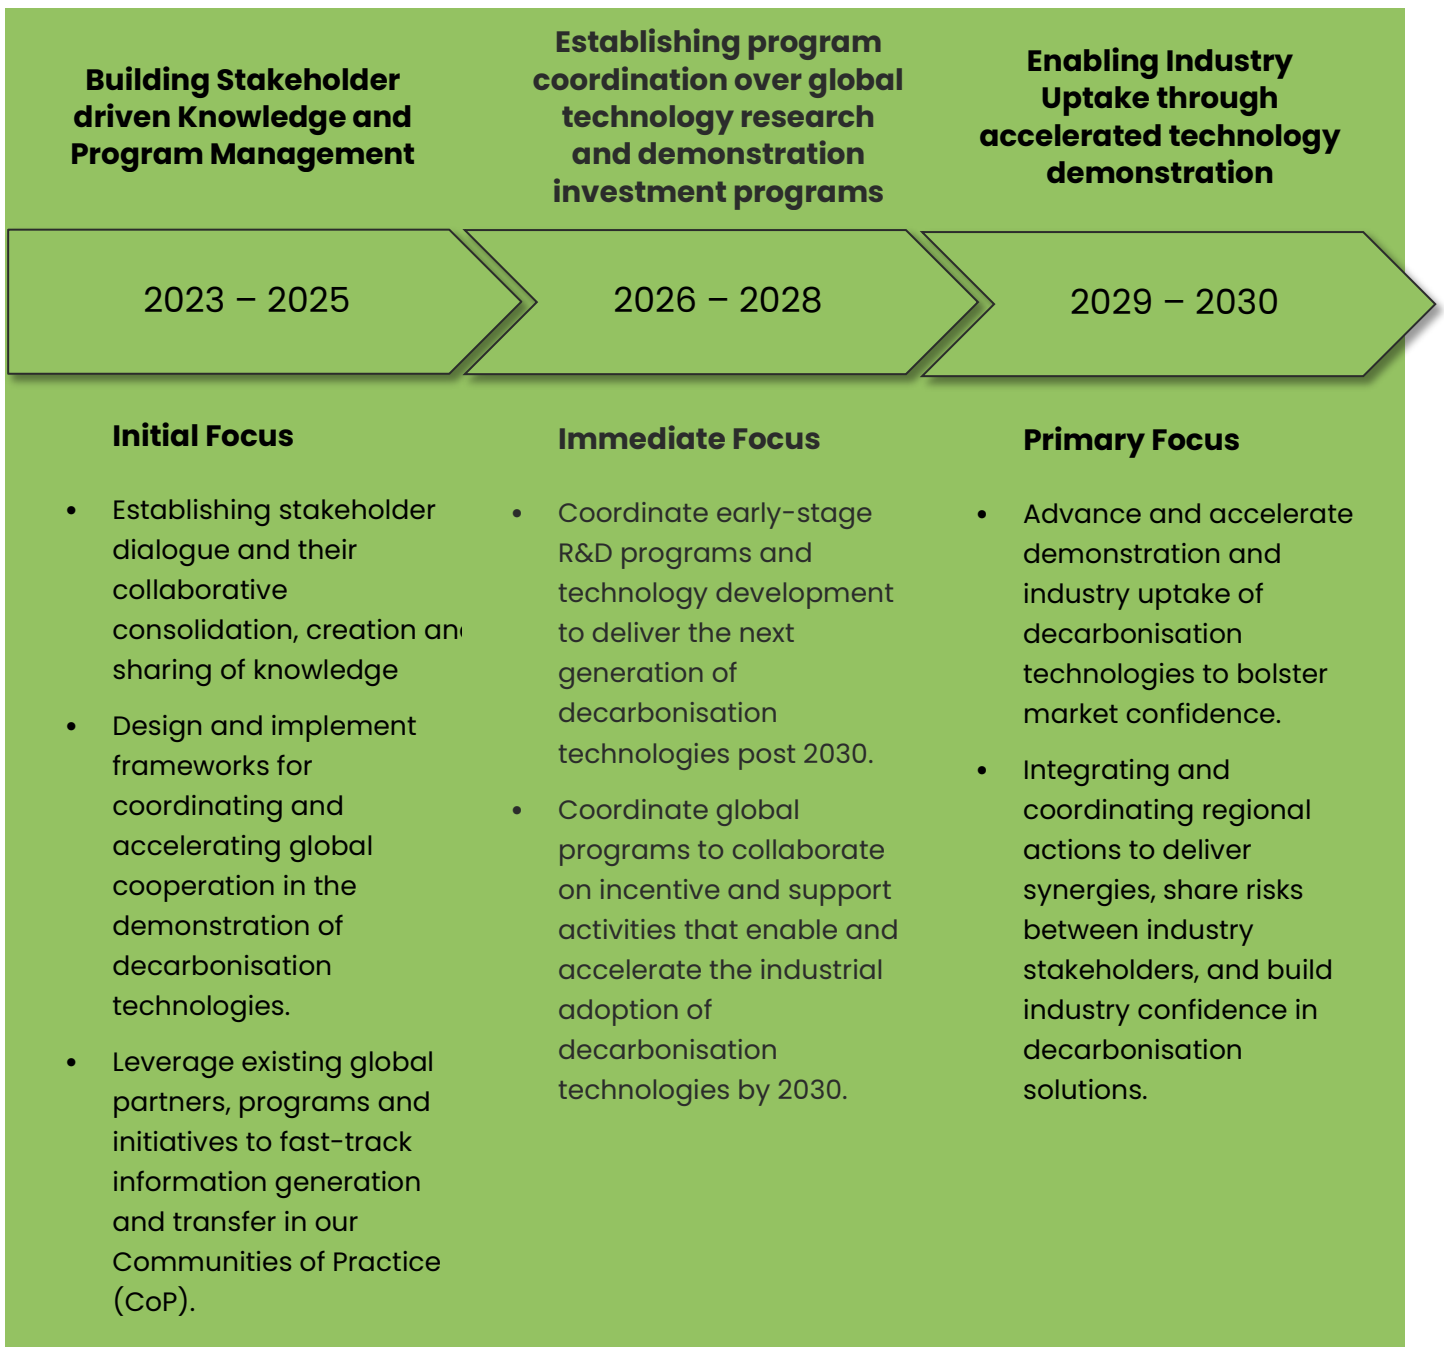 Building Stakeholder
driven Knowledge and
Program Management
Establishing program
coordination over global
technology research
and demonstration
investment programs
Enabling Industry
Uptake through
accelerated technology
demonstration
2023 – 2025
2026 – 2028
2029 – 2030
Initial Focus
• Establishing stakeholder
dialogue and their
collaborative
consolidation, creation and
sharing of knowledge
• Design and implement
frameworks for
coordinating and
accelerating global
cooperation in the
demonstration of
decarbonisation
technologies.
• Leverage existing global
partners, programs and
initiatives to fast-track
information generation
and transfer in our
Communities of Practice
(CoP).
Immediate Focus
• Coordinate early-stage
R&D programs and
technology development
to deliver the next
generation of
decarbonisation
technologies post 2030.
• Coordinate global
programs to collaborate
on incentive and support
activities that enable and
accelerate the industrial
adoption of
decarbonisation
technologies by 2030.
Primary Focus
• Advance and accelerate
demonstration and
industry uptake of
decarbonisation
technologies to bolster
market confidence.
• Integrating and
coordinating regional
actions to deliver
synergies, share risks
between industry
stakeholders, and build
industry confidence in
decarbonisation
solutions.